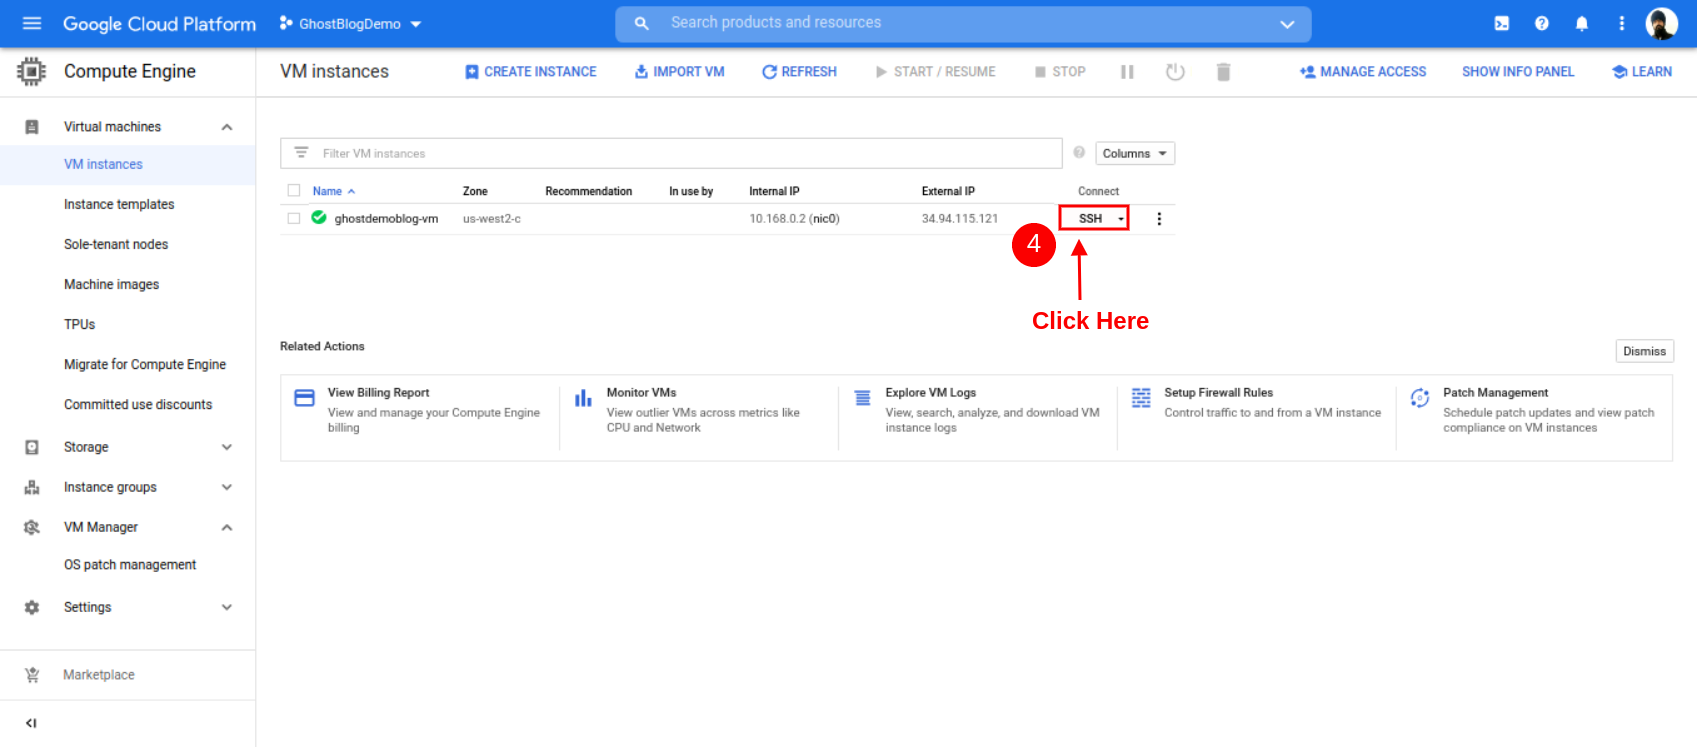 Google Cloud Platform GhostBlogDemo Search products and resources
Compute Engine VM instances CREATE INSTANCE IMPORT VM REFRESH START / RESUME STOP MANAGE ACCESS SHOW INFO PANEL LEARN
Virtual machines
VM instances
Instance templates
Sole-tenant nodes
Machine images
TPUs
Migrate for Compute Engine
Committed use discounts
Storage
Instance groups
VM Manager
OS patch management
Settings
Marketplace
Filter VM instances Columns
Name Zone Recommendation In use by Internal IP External IP Connect
ghostdemoblog-vm us-west2-c 10.168.0.2 (nic0) 34.94.115.121 SSH
4
Click Here
Related Actions Dismiss
View Billing Report
View and manage your Compute Engine
billing
Monitor VMs
View outlier VMs across metrics like
CPU and Network
Explore VM Logs
View, search, analyze, and download VM
instance logs
Setup Firewall Rules
Control traffic to and from a VM instance
Patch Management
Schedule patch updates and view patch
compliance on VM instances